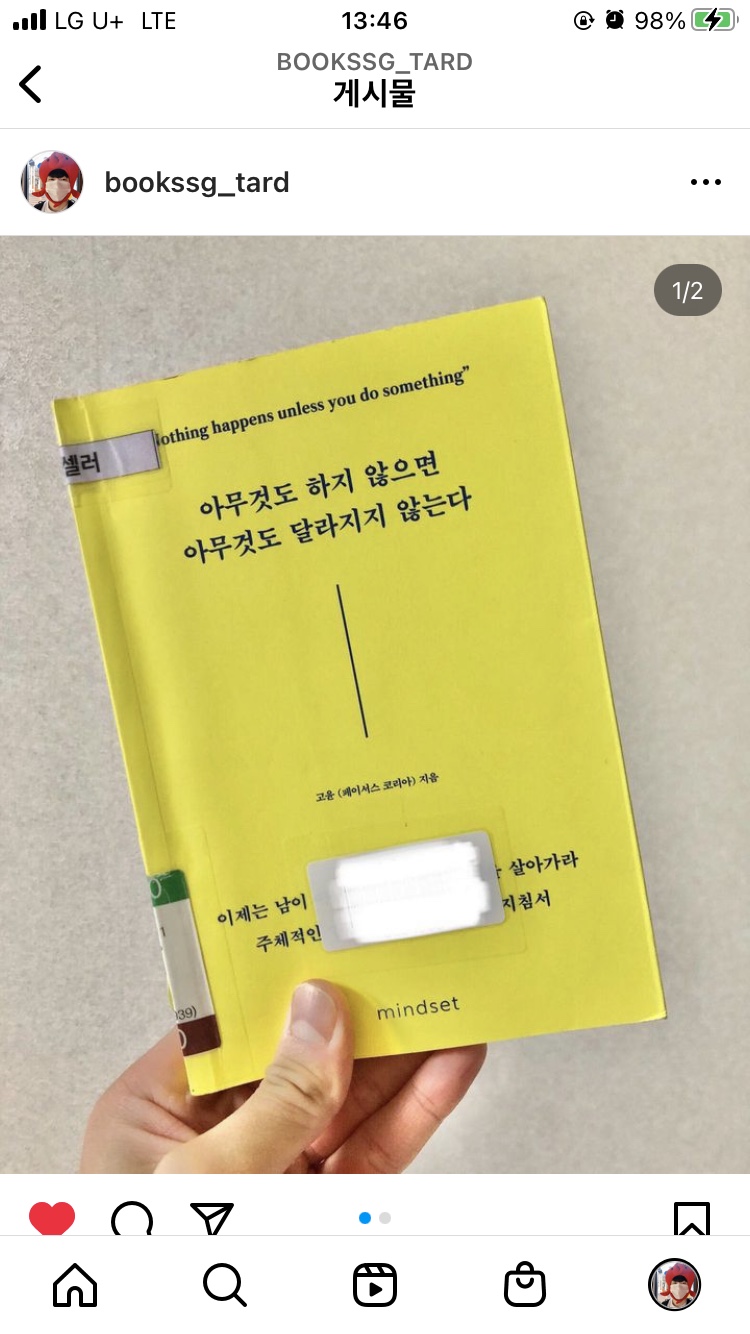 LG U+ LTE 13:46 98%
BOOKSSG_TARD
게시물
bookssg_tard
1/2
othing happens unless you do something”
셀러
아무것도 하지 않으면
아무것도 달라지지 않는다
고윤 (페이서스 코리아) 지음
이제는 남이 살아가라
주체적인 지침서
39)
mindset